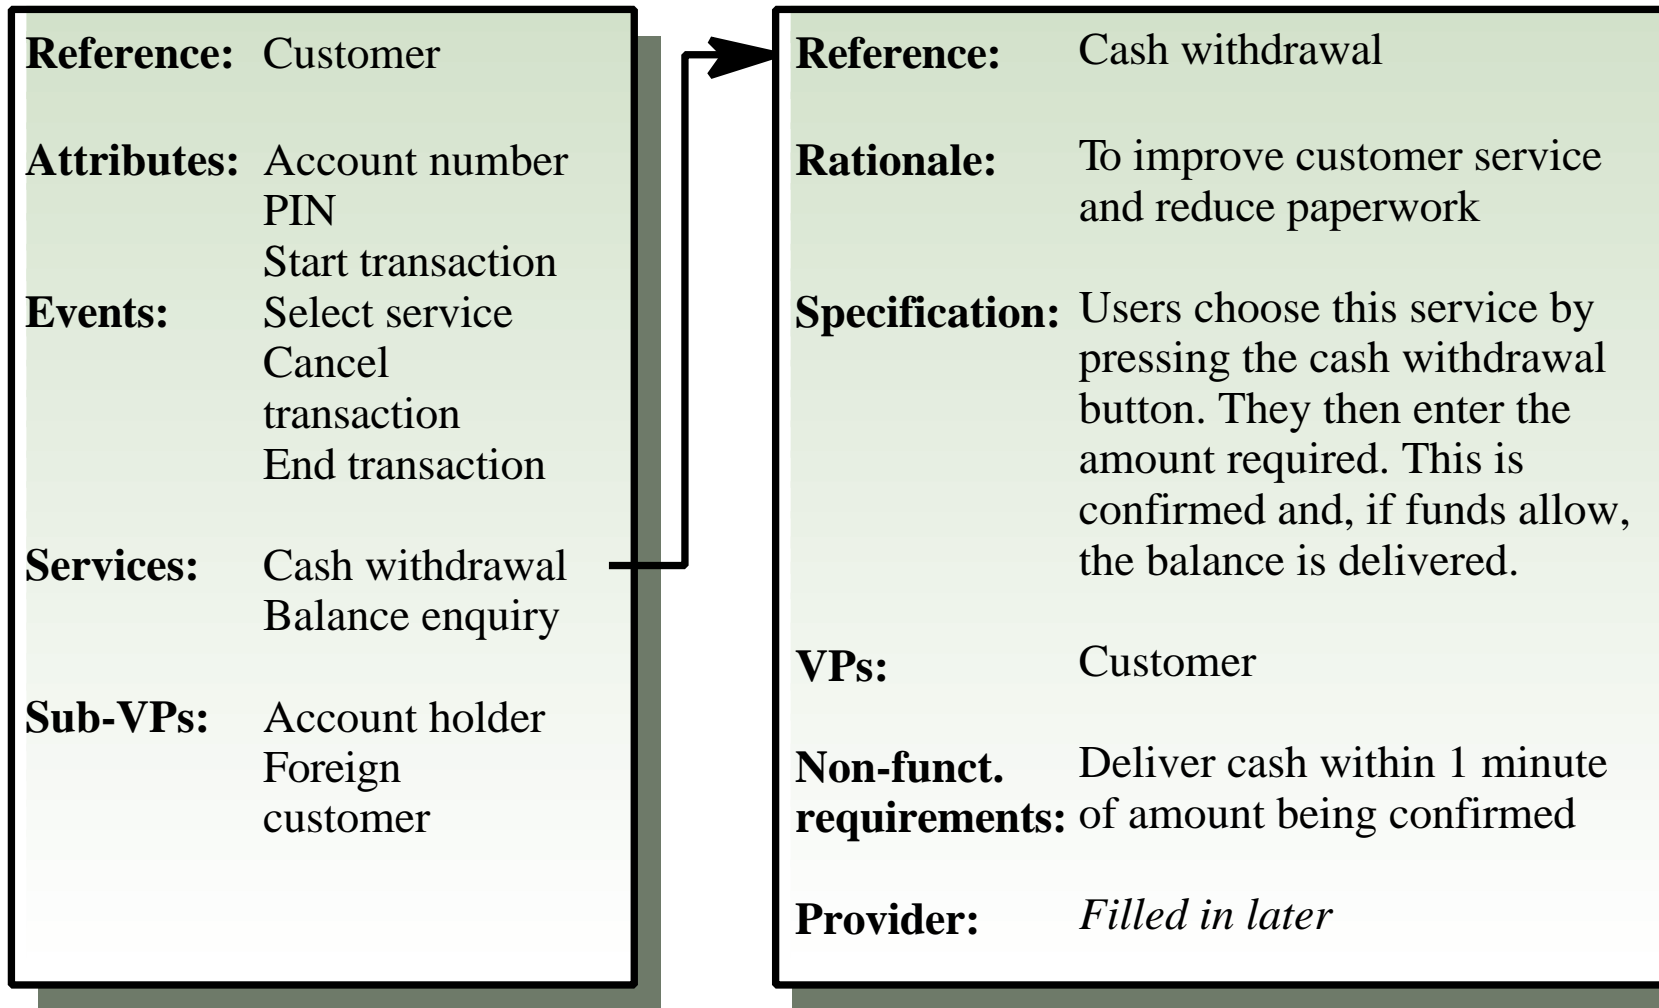 Reference: Customer
Attributes: Account number
PIN
Start transaction
Events: Select service
Cancel
transaction
End transaction
Services: Cash withdrawal
Balance enquiry
Sub-VPs: Account holder
Foreign
customer
Reference: Cash withdrawal
Rationale: To improve customer service
and reduce paperwork
Specification: Users choose this service by
pressing the cash withdrawal
button. They then enter the
amount required. This is
confirmed and, if funds allow,
the balance is delivered.
VPs: Customer
Non-funct. Deliver cash within 1 minute
requirements: of amount being confirmed
Provider: Filled in later